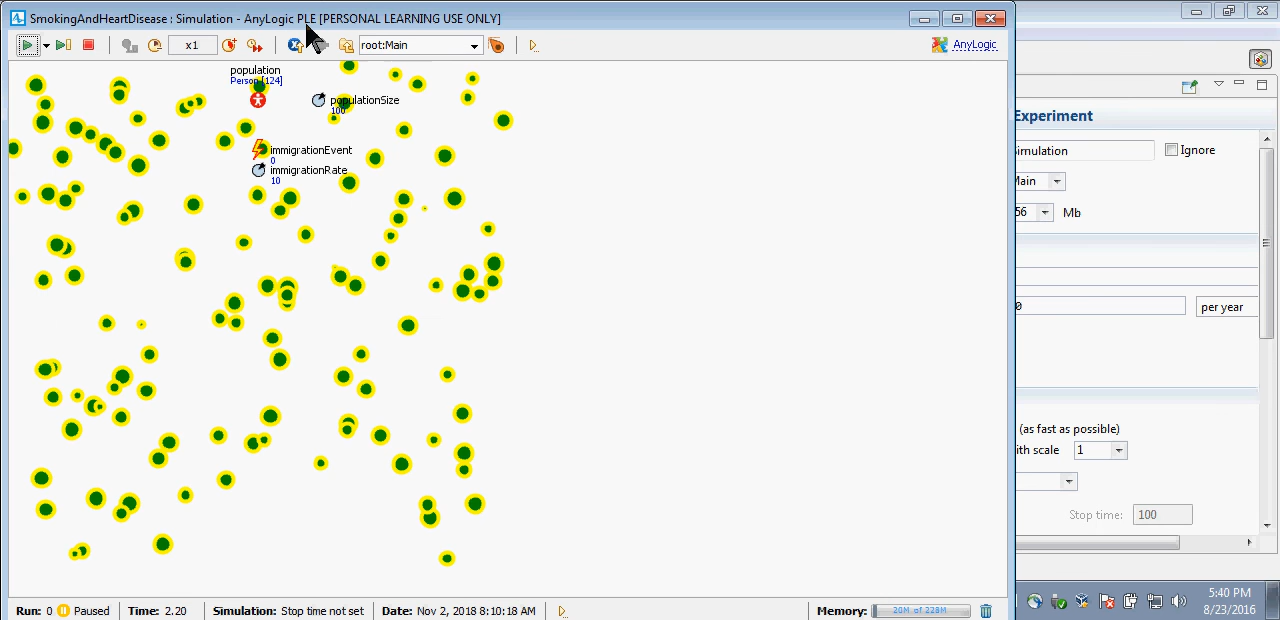 SmokingAndHeartDisease : Simulation - AnyLogic PLE [PERSONAL LEARNING USE ONLY]
x1
root:Main
AnyLogic
population
Person [124]
populationSize
100
immigrationEvent
0
immigrationRate
10
Experiment
Simulation
Ignore
Main
56
Mb
0
per year
(as fast as possible)
ith scale
1
Stop time:
100
Run: 0
Paused
Time: 2.20
Simulation: Stop time not set
Date: Nov 2, 2018 8:10:18 AM
Memory:
20M of 228M
5:40 PM
8/23/2016